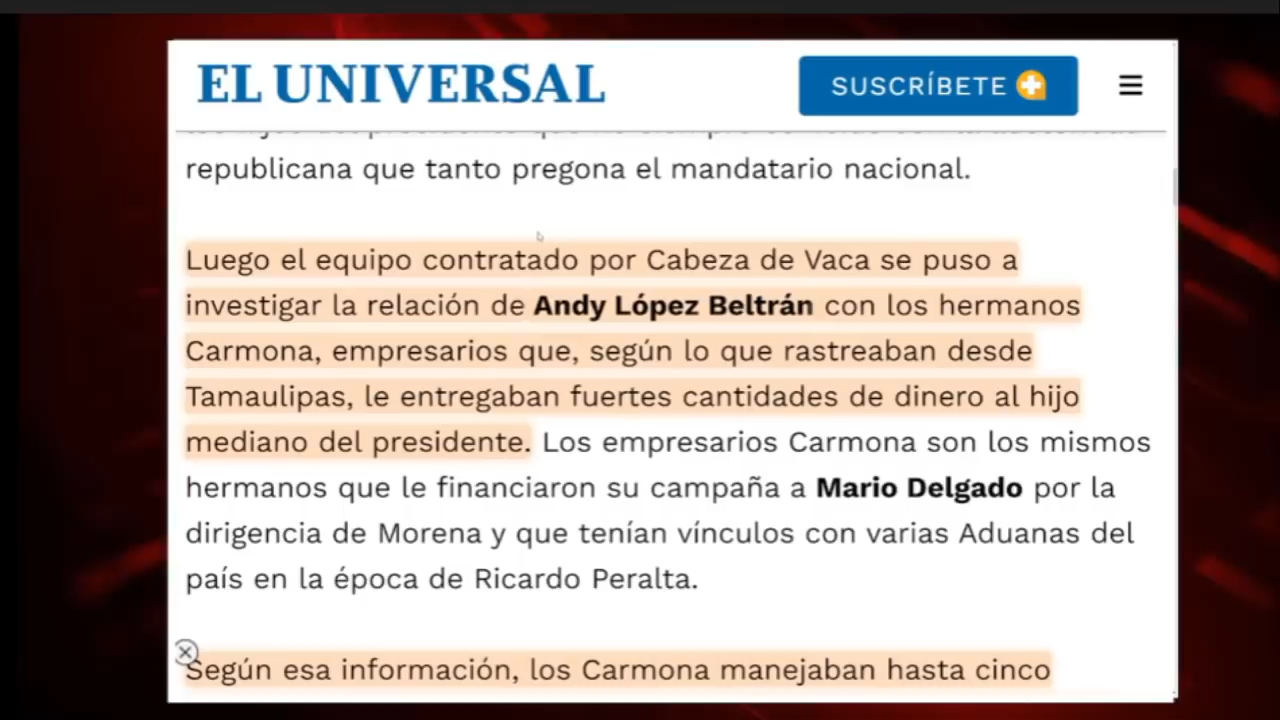 EL UNIVERSAL
SUSCRÍBETE
republicana que tanto pregona el mandatario nacional.
Luego el equipo contratado por Cabeza de Vaca se puso a
investigar la relación de Andy López Beltrán con los hermanos
Carmona, empresarios que, según lo que rastreaban desde
Tamaulipas, le entregaban fuertes cantidades de dinero al hijo
mediano del presidente. Los empresarios Carmona son los mismos
hermanos que le financiaron su campaña a Mario Delgado por la
dirigencia de Morena y que tenían vínculos con varias Aduanas del
país en la época de Ricardo Peralta.
Según esa información, los Carmona manejaban hasta cinco